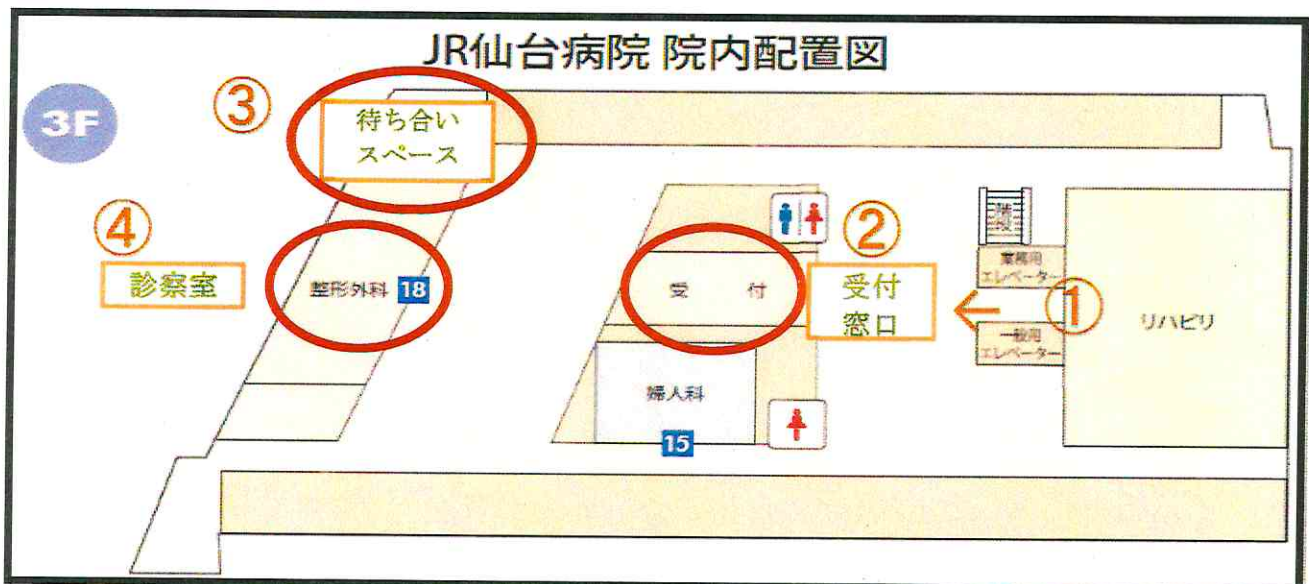 JR仙台病院 院内配置図
3F
③
待ち合い
スペース
④
診察室
整形外科 18
受 付
②
受付
窓口
階段
業務用
エレベーター
←
①
一般用
エレベーター
リハビリ
婦人科
15